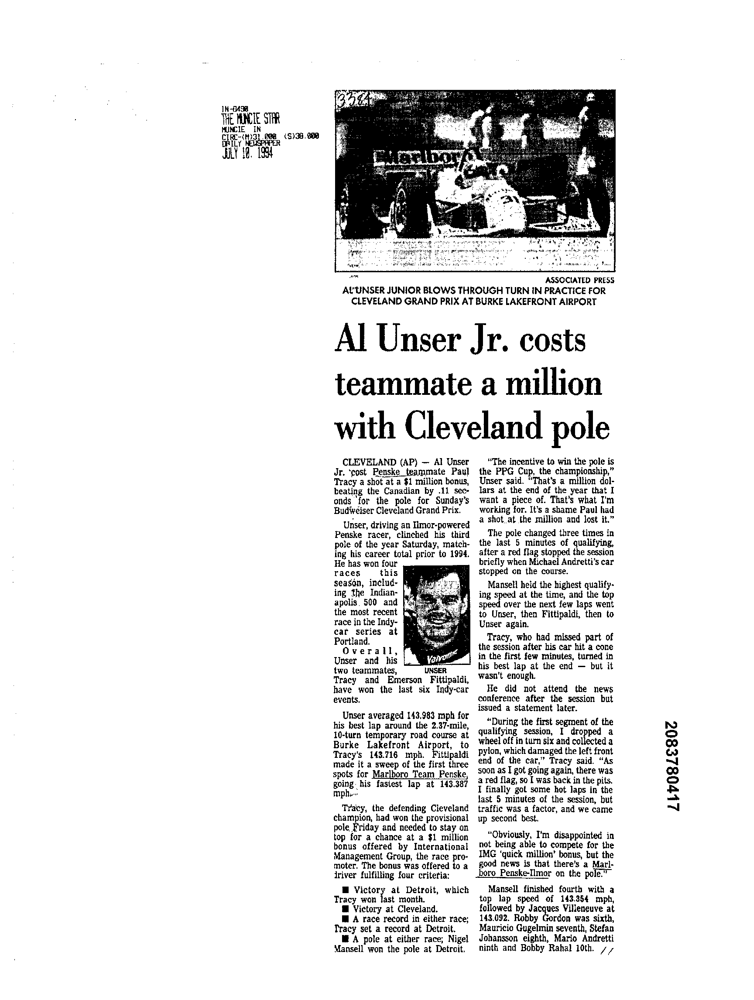 IN-8490
THE MUNCIE STAR
MUNCIE IN
CIRC-(M)31,000 (S)38,000
DAILY NEWSPAPER
JULY 10, 1994
3384
Marlboro
31
ASSOCIATED PRESS
AL UNSER JUNIOR BLOWS THROUGH TURN IN PRACTICE FOR
CLEVELAND GRAND PRIX AT BURKE LAKEFRONT AIRPORT
Al Unser Jr. costs
teammate a million
with Cleveland pole
CLEVELAND (AP) — Al Unser
Jr. cost Penske teammate Paul
Tracy a shot at a $1 million bonus,
beating the Canadian by .11 sec-
onds for the pole for Sunday's
Budweiser Cleveland Grand Prix.
Unser, driving an Ilmor-powered
Penske racer, clinched his third
pole of the year Saturday, match-
ing his career total prior to 1994.
He has won four
races this
season, includ-
ing the Indian-
apolis 500 and
the most recent
race in the Indy-
car series at
Portland.
Overall,
Unser and his
two teammates,
Valvoline
UNSER
Tracy and Emerson Fittipaldi,
have won the last six Indy-car
events.
Unser averaged 143.983 mph for
his best lap around the 2.37-mile,
10-turn temporary road course at
Burke Lakefront Airport, to
Tracy's 143.716 mph. Fittipaldi
made it a sweep of the first three
spots for Marlboro Team Penske,
going his fastest lap at 143.387
mph.
Tracy, the defending Cleveland
champion, had won the provisional
pole Friday and needed to stay on
top for a chance at a $1 million
bonus offered by International
Management Group, the race pro-
moter. The bonus was offered to a
driver fulfilling four criteria:
■ Victory at Detroit, which
Tracy won last month.
■ Victory at Cleveland.
■ A race record in either race;
Tracy set a record at Detroit.
■ A pole at either race; Nigel
Mansell won the pole at Detroit.
"The incentive to win the pole is
the PPG Cup, the championship,"
Unser said. "That's a million dol-
lars at the end of the year that I
want a piece of. That's what I'm
working for. It's a shame Paul had
a shot at the million and lost it."
The pole changed three times in
the last 5 minutes of qualifying,
after a red flag stopped the session
briefly when Michael Andretti's car
stopped on the course.
Mansell held the highest qualify-
ing speed at the time, and the top
speed over the next few laps went
to Unser, then Fittipaldi, then to
Unser again.
Tracy, who had missed part of
the session after his car hit a cone
in the first few minutes, turned in
his best lap at the end — but it
wasn't enough.
He did not attend the news
conference after the session but
issued a statement later.
"During the first segment of the
qualifying session, I dropped a
wheel off in turn six and collected a
pylon, which damaged the left front
end of the car," Tracy said. "As
soon as I got going again, there was
a red flag, so I was back in the pits.
I finally got some hot laps in the
last 5 minutes of the session, but
traffic was a factor, and we came
up second best.
"Obviously, I'm disappointed in
not being able to compete for the
IMG 'quick million' bonus, but the
good news is that there's a Marl-
boro Penske-Ilmor on the pole."
Mansell finished fourth with a
top lap speed of 143.354 mph,
followed by Jacques Villeneuve at
143.092. Robby Gordon was sixth,
Mauricio Gugelmin seventh, Stefan
Johansson eighth, Mario Andretti
ninth and Bobby Rahal 10th. //
2083780417